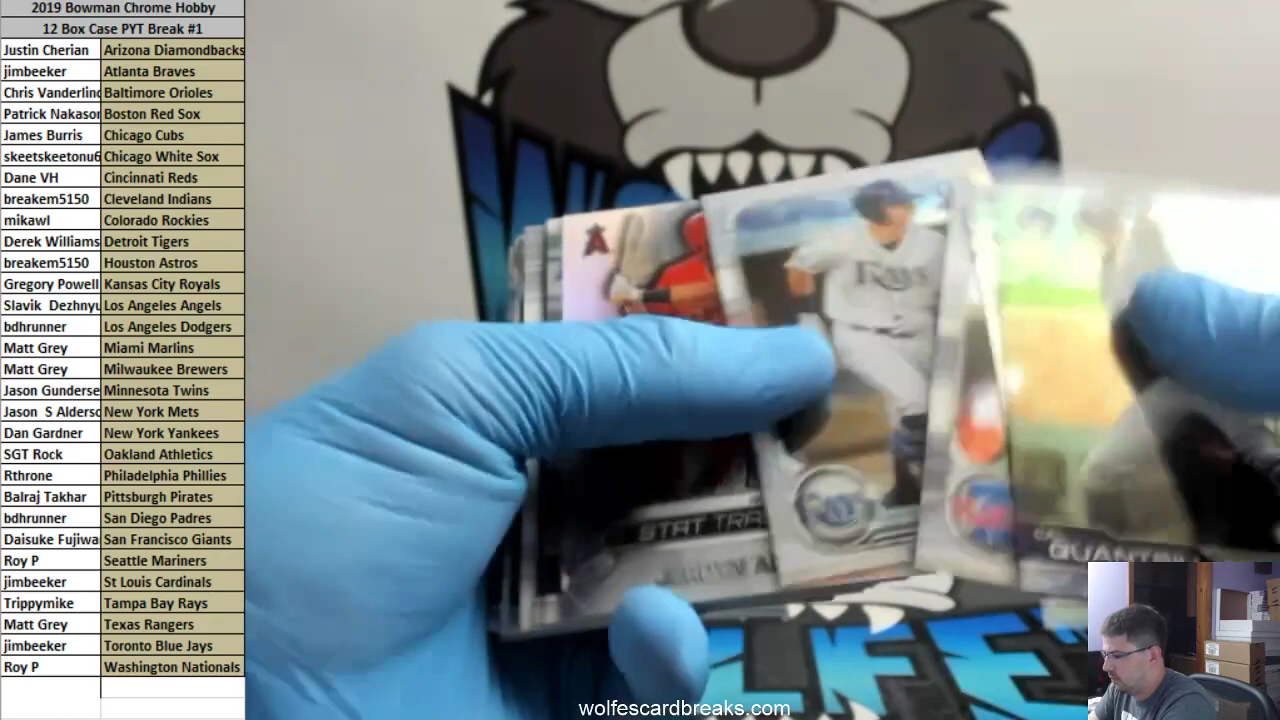 2019 Bowman Chrome Hobby
12 Box Case PYT Break #1
Justin Cherian Arizona Diamondbacks
jimbeeker Atlanta Braves
Chris Vanderlind Baltimore Orioles
Patrick Nakason Boston Red Sox
James Burris Chicago Cubs
skeetskeetonu6 Chicago White Sox
Dane VH Cincinnati Reds
breakem5150 Cleveland Indians
mikawl Colorado Rockies
Derek Williams Detroit Tigers
breakem5150 Houston Astros
Gregory Powell Kansas City Royals
Slavik Dezhnyu Los Angeles Angels
bdhrunner Los Angeles Dodgers
Matt Grey Miami Marlins
Matt Grey Milwaukee Brewers
Jason Gunderse Minnesota Twins
Jason S Alderso New York Mets
Dan Gardner New York Yankees
SGT Rock Oakland Athletics
Rthrone Philadelphia Phillies
Balraj Takhar Pittsburgh Pirates
bdhrunner San Diego Padres
Daisuke Fujiwa San Francisco Giants
Roy P Seattle Mariners
jimbeeker St Louis Cardinals
Trippymike Tampa Bay Rays
Matt Grey Texas Rangers
jimbeeker Toronto Blue Jays
Roy P Washington Nationals
A
RAYS
STAT TRA
QUANT
wolfescardbreaks.com